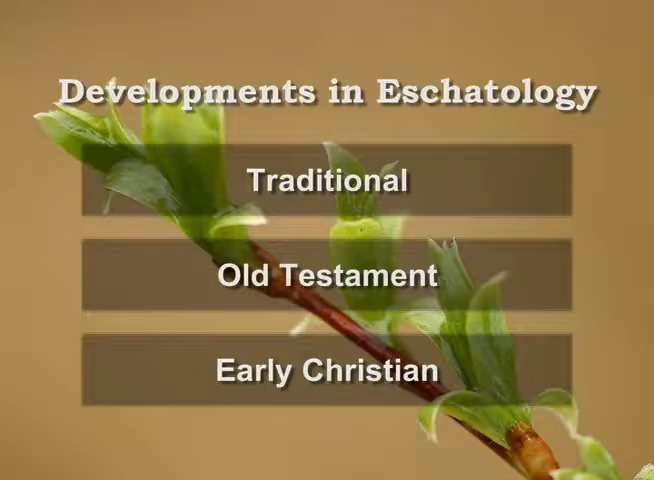 Developments in Eschatology
Traditional
Old Testament
Early Christian